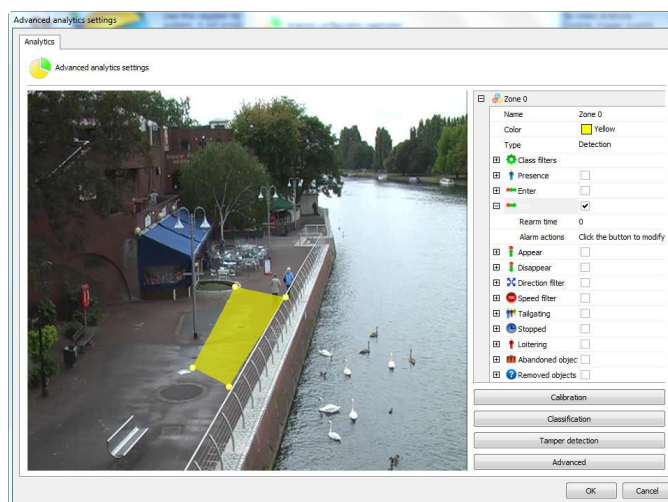 Advanced analytics settings
Analytics
Advanced analytics settings
Zone 0
Name Zone 0
Color Yellow
Type Detection
Class filters
Presence
Enter
Rearm time 0
Alarm actions Click the button to modify
Appear
Disappear
Direction filter
Speed filter
Tailgating
Stopped
Loitering
Abandoned objec
Removed objects
Calibration
Classification
Tamper detection
Advanced
OK Cancel